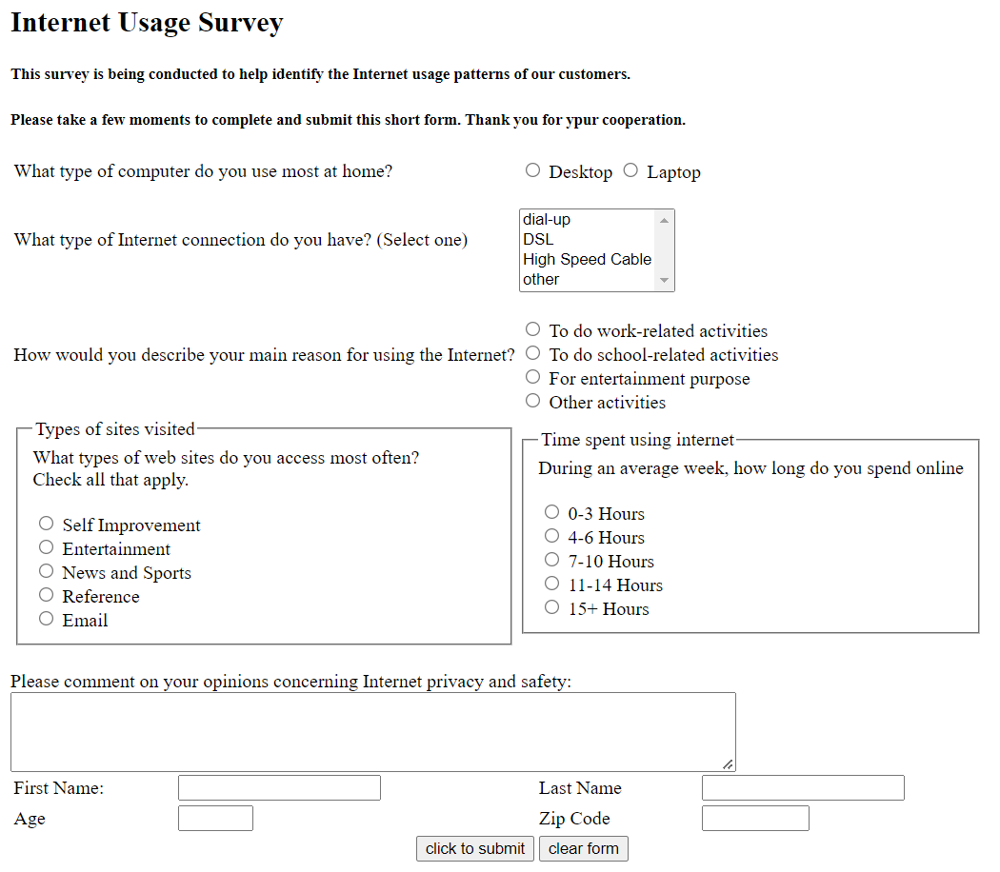 Internet Usage Survey
This survey is being conducted to help identify the Internet usage patterns of our customers.
Please take a few moments to complete and submit this short form. Thank you for ypur cooperation.
What type of computer do you use most at home?
Desktop Laptop
What type of Internet connection do you have? (Select one)
dial-up
DSL
High Speed Cable
other
How would you describe your main reason for using the Internet?
To do work-related activities
To do school-related activities
For entertainment purpose
Other activities
Types of sites visited
What types of web sites do you access most often?
Check all that apply.
Self Improvement
Entertainment
News and Sports
Reference
Email
Time spent using internet
During an average week, how long do you spend online
0-3 Hours
4-6 Hours
7-10 Hours
11-14 Hours
15+ Hours
Please comment on your opinions concerning Internet privacy and safety:
First Name:
Last Name
Age
Zip Code
click to submit
clear form